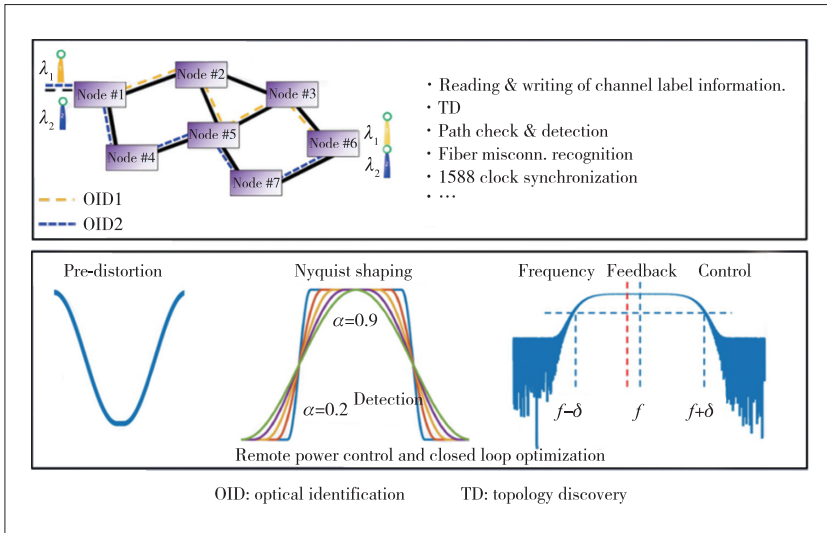 λ1
λ2
Node #1
Node #2
Node #3
Node #4
Node #5
Node #6
Node #7
λ1
λ2
OID1
OID2
· Reading & writing of channel label information.
· TD
· Path check & detection
· Fiber misconn. recognition
· 1588 clock synchronization
· …
Pre-distortion
Nyquist shaping
α=0.9
α=0.2
Detection
Frequency Feedback Control
f−δ f f+δ
Remote power control and closed loop optimization
OID: optical identification TD: topology discovery